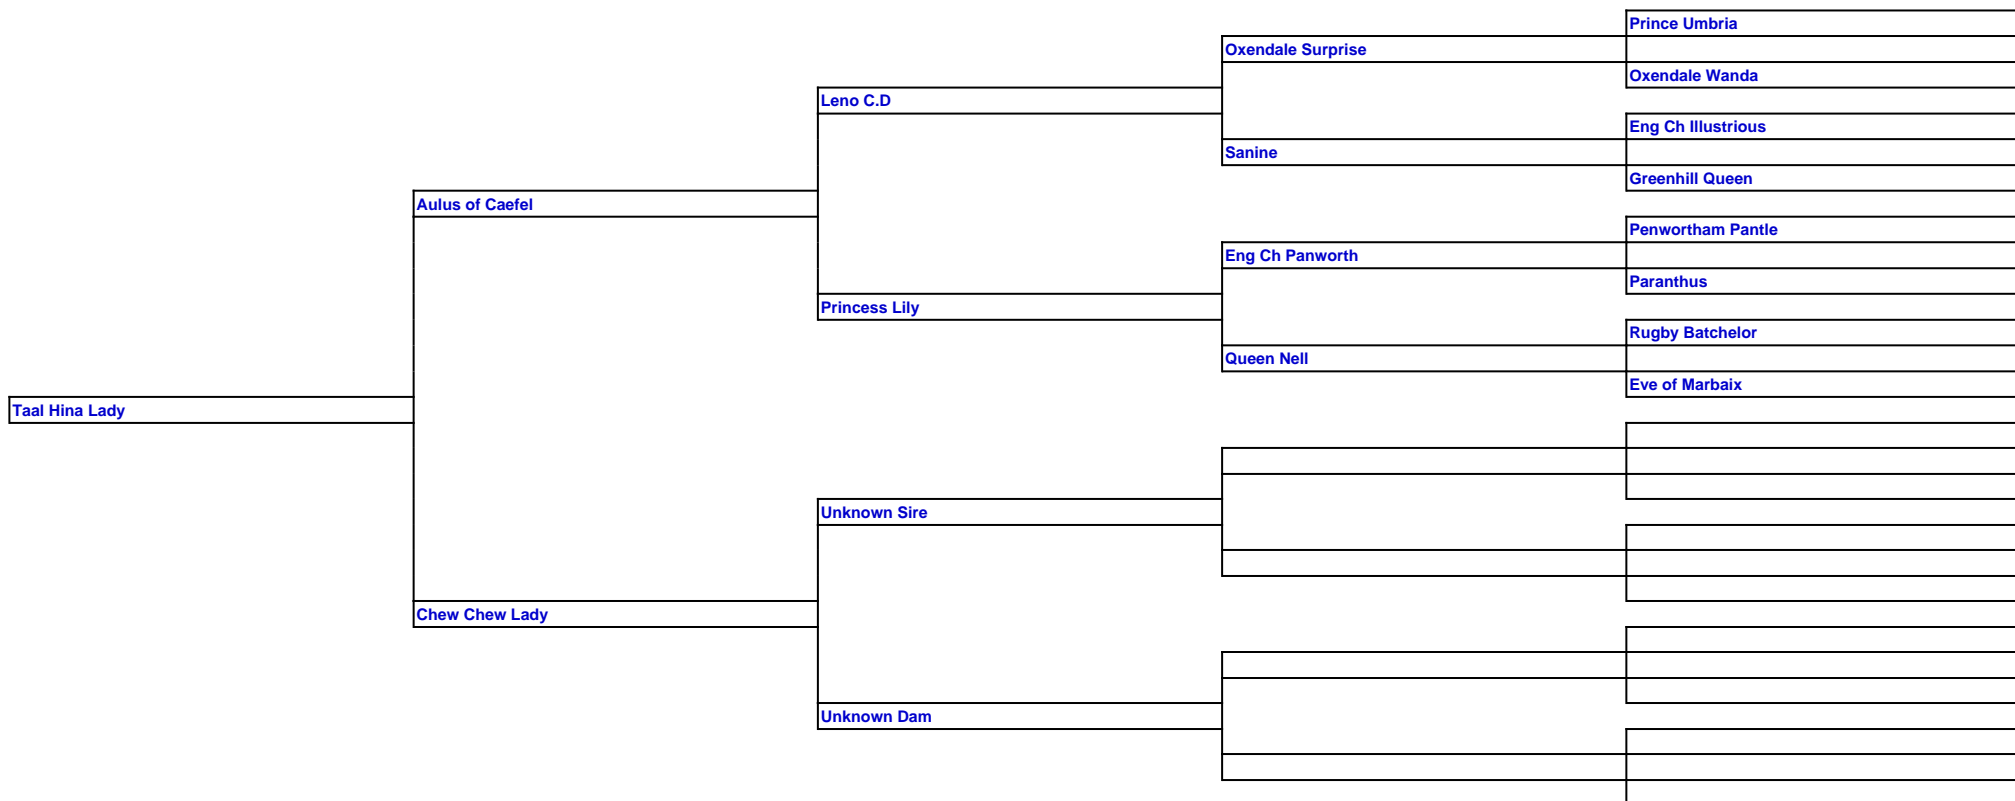 Prince Umbria
Oxendale Surprise
Oxendale Wanda
Leno C.D
Eng Ch Illustrious
Sanine
Greenhill Queen
Aulus of Caefel
Penwortham Pantle
Eng Ch Panworth
Paranthus
Princess Lily
Rugby Batchelor
Queen Nell
Eve of Marbaix
Taal Hina Lady
Unknown Sire
Chew Chew Lady
Unknown Dam